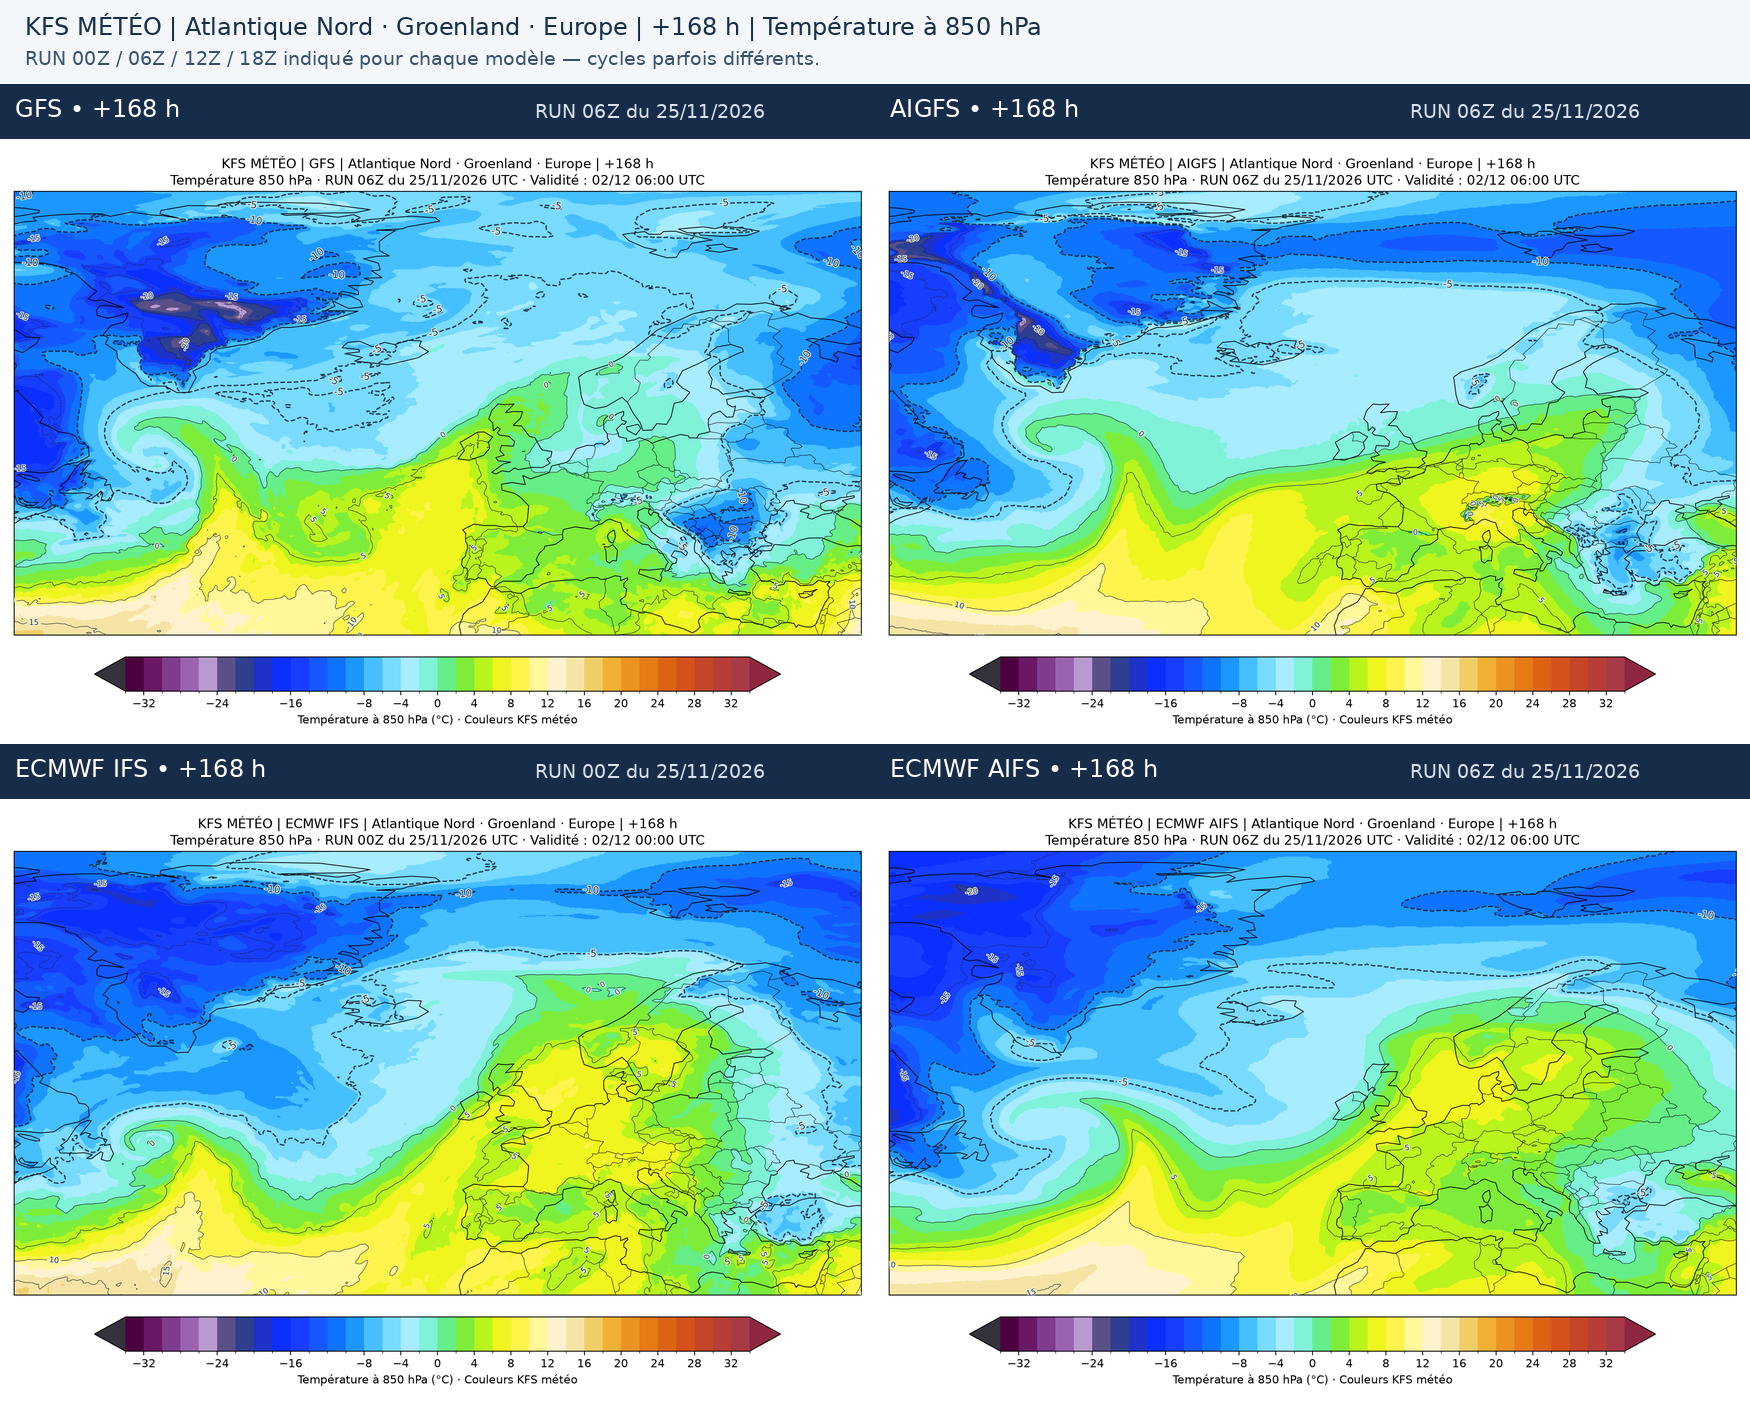 KFS MÉTÉO | Atlantique Nord · Groenland · Europe | +168 h | Température à 850 hPa
RUN 00Z / 06Z / 12Z / 18Z indiqué pour chaque modèle — cycles parfois différents.
GFS • +168 h
RUN 06Z du 25/11/2026
AIGFS • +168 h
RUN 06Z du 25/11/2026
KFS MÉTÉO | GFS | Atlantique Nord · Groenland · Europe | +168 h
Température 850 hPa · RUN 06Z du 25/11/2026 UTC · Validité : 02/12 06:00 UTC
KFS MÉTÉO | AIGFS | Atlantique Nord · Groenland · Europe | +168 h
Température 850 hPa · RUN 06Z du 25/11/2026 UTC · Validité : 02/12 06:00 UTC
−32 −24 −16 −8 −4 0 4 8 12 16 20 24 28 32
Température à 850 hPa (°C) · Couleurs KFS météo
−32 −24 −16 −8 −4 0 4 8 12 16 20 24 28 32
Température à 850 hPa (°C) · Couleurs KFS météo
ECMWF IFS • +168 h
RUN 00Z du 25/11/2026
ECMWF AIFS • +168 h
RUN 06Z du 25/11/2026
KFS MÉTÉO | ECMWF IFS | Atlantique Nord · Groenland · Europe | +168 h
Température 850 hPa · RUN 00Z du 25/11/2026 UTC · Validité : 02/12 00:00 UTC
KFS MÉTÉO | ECMWF AIFS | Atlantique Nord · Groenland · Europe | +168 h
Température 850 hPa · RUN 06Z du 25/11/2026 UTC · Validité : 02/12 06:00 UTC
−32 −24 −16 −8 −4 0 4 8 12 16 20 24 28 32
Température à 850 hPa (°C) · Couleurs KFS météo
−32 −24 −16 −8 −4 0 4 8 12 16 20 24 28 32
Température à 850 hPa (°C) · Couleurs KFS météo